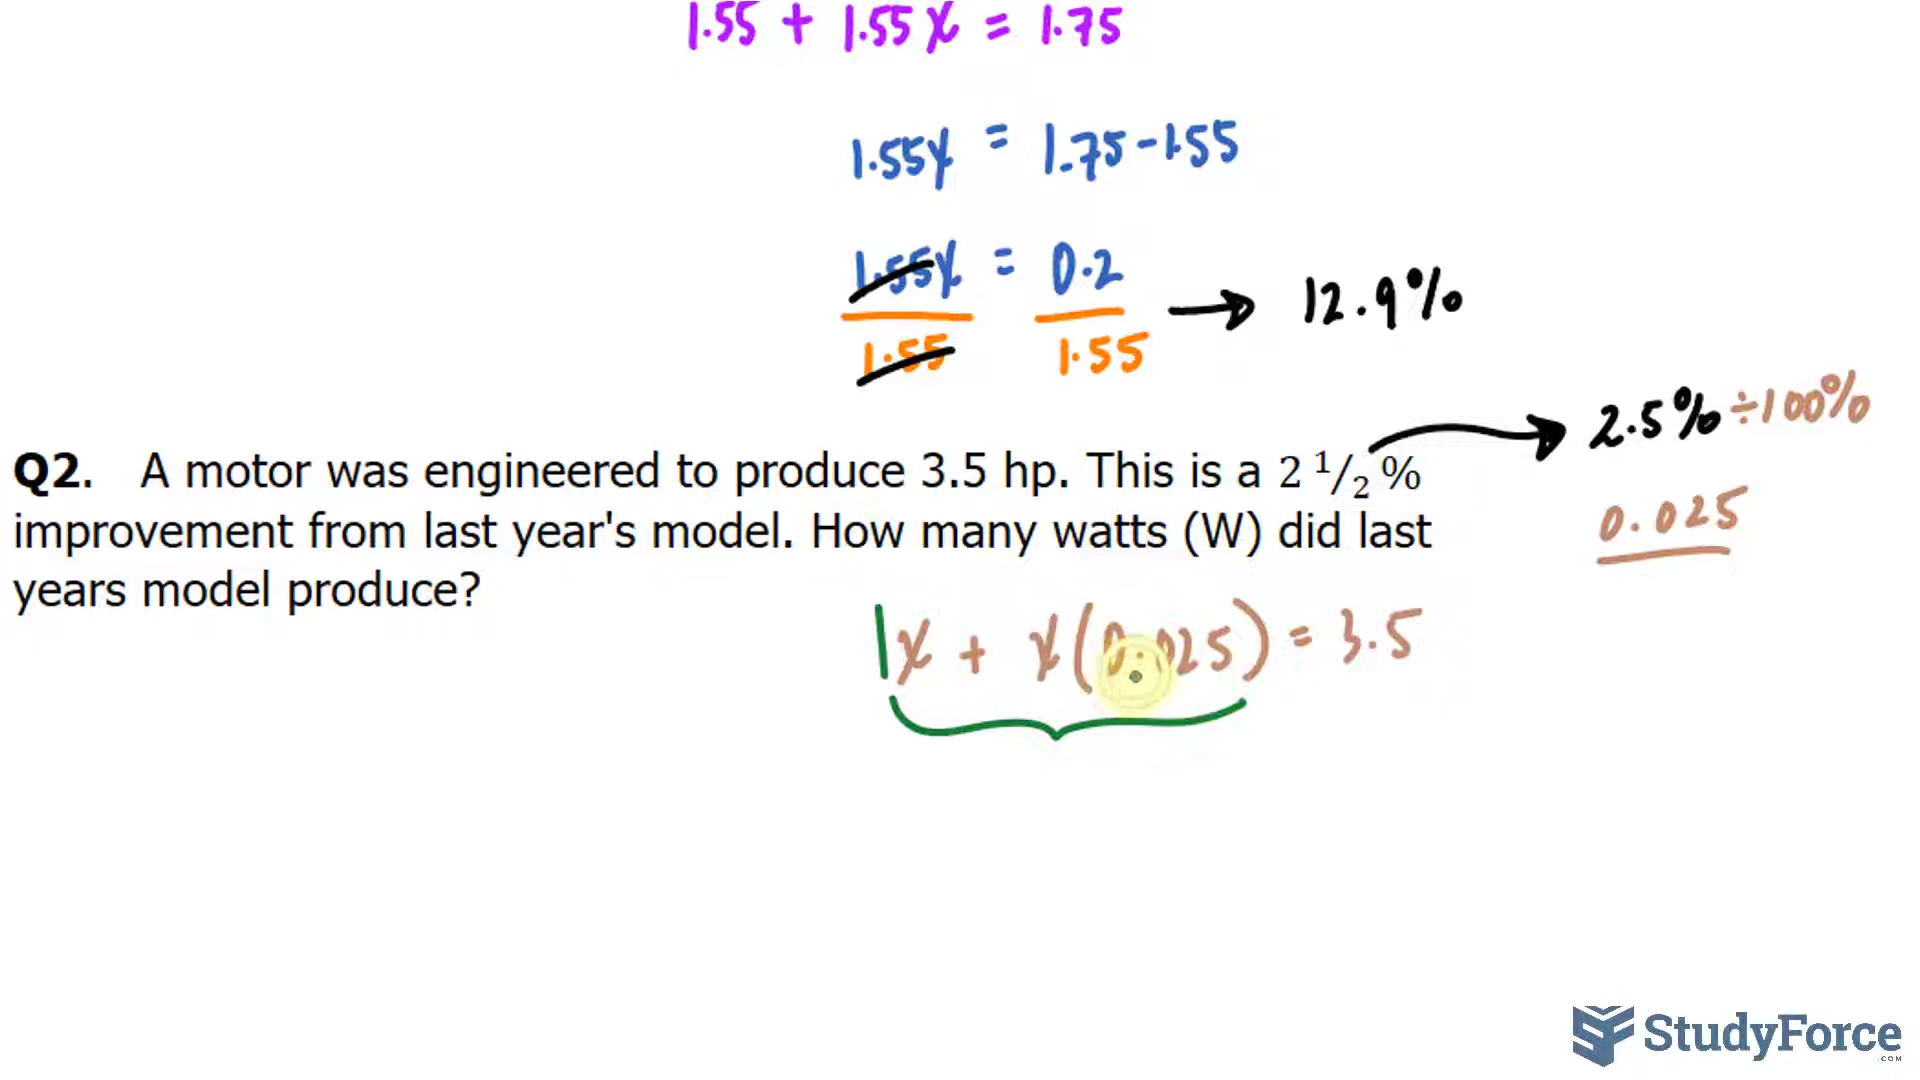 1.55 + 1.55x = 1.75
1.55x = 1.75-1.55
1.55x = 0.2
1.55 1.55
→ 12.9%
2.5% ÷100%
0.025
Q2. A motor was engineered to produce 3.5 hp. This is a 2 1/2 %
improvement from last year's model. How many watts (W) did last
years model produce?
1x + x(0.025) = 3.5
StudyForce
.COM